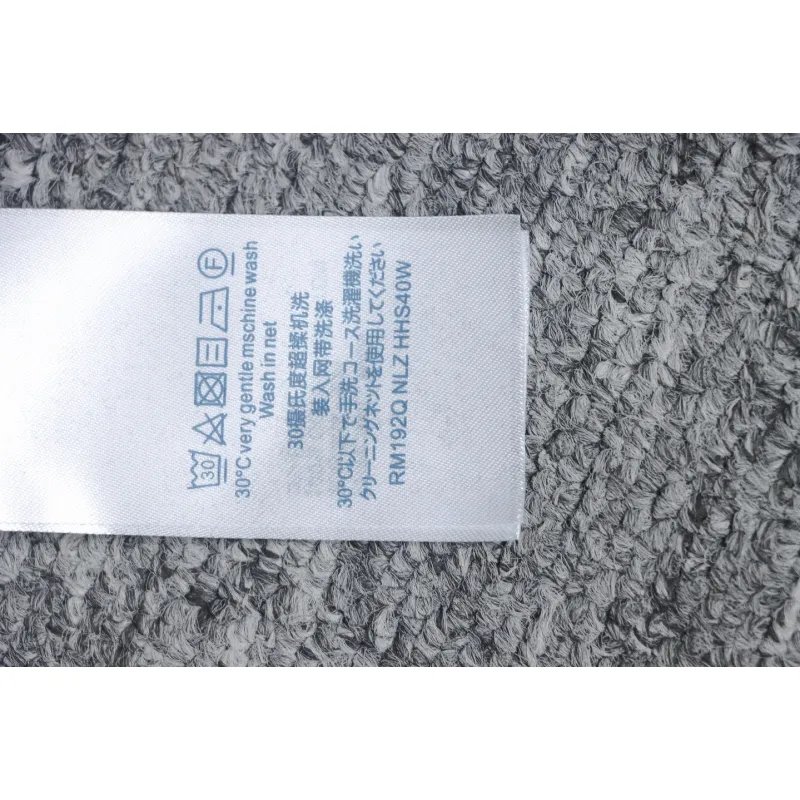 30 F
30°C very gentle mschine wash
Wash in net
30摄氏度超揉机洗
装入网带洗涤
30°C以下で手洗コース洗濯機洗い
クリーニングネットを使用してください
RM192Q NLZ HHS40W